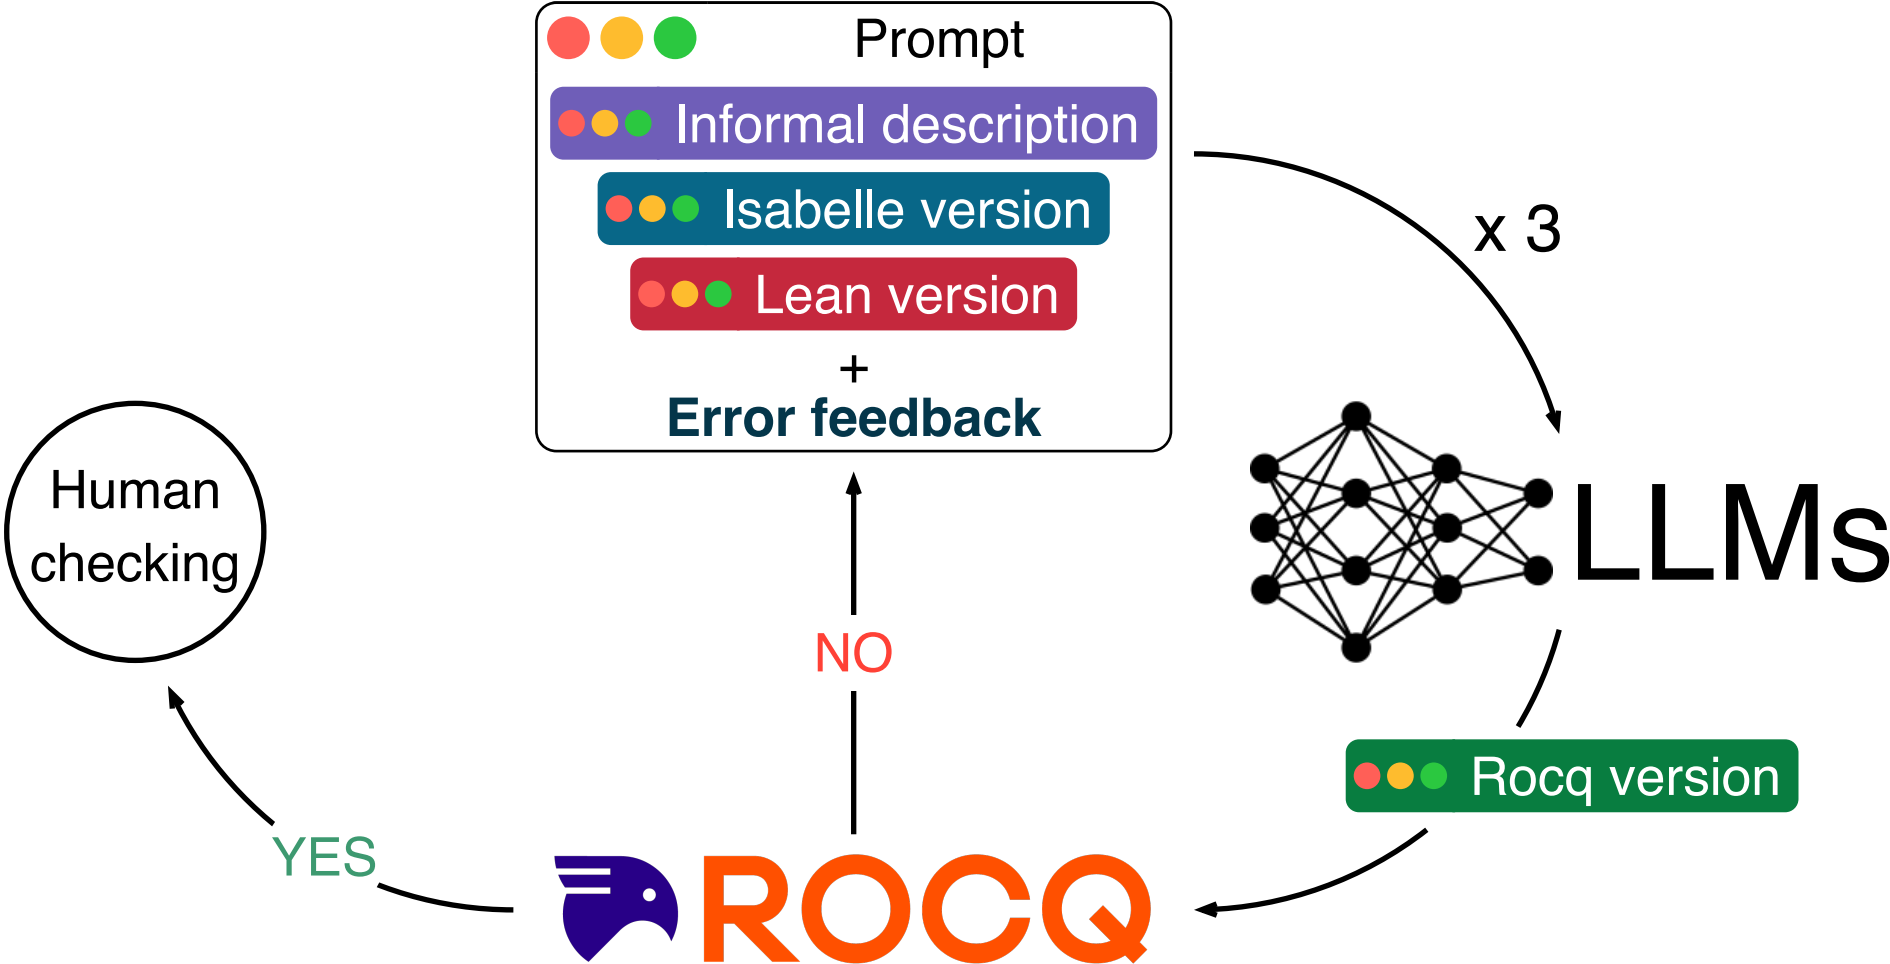 Prompt
Informal description
Isabelle version
Lean version
+
Error feedback
x 3
LLMs
Rocq version
ROCQ
NO
YES
Human
checking